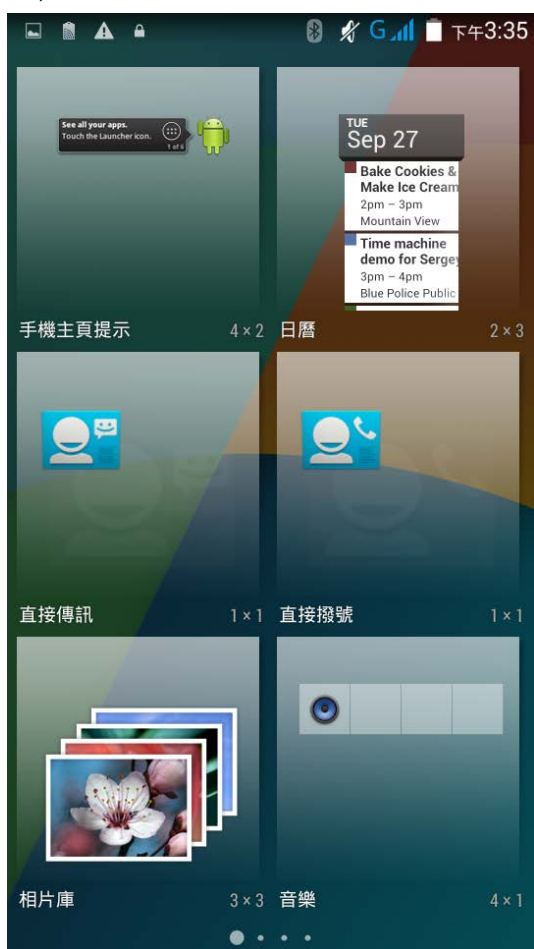 G
下午3:35
See all your apps.
Touch the Launcher icon.
1 of 6
手機主頁提示 4 × 2
TUE
Sep 27
Bake Cookies &
Make Ice Cream
2pm – 3pm
Mountain View
Time machine
demo for Sergey
3pm – 4pm
Blue Police Public
日曆 2 × 3
直接傳訊 1 × 1
直接撥號 1 × 1
相片庫 3 × 3
音樂 4 × 1